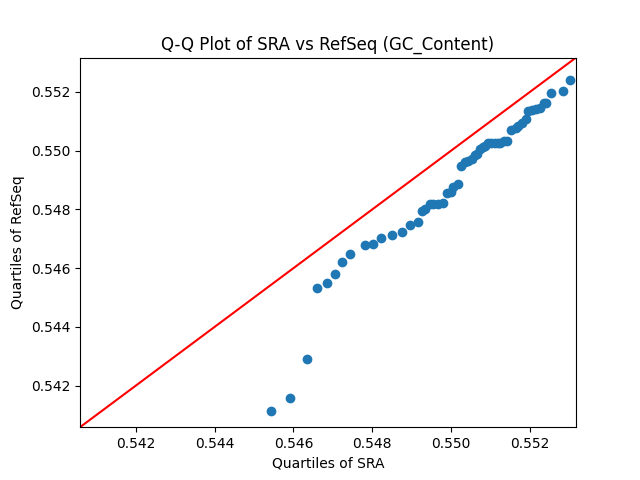 Q-Q Plot of SRA vs RefSeq (GC_Content)
Quartiles of RefSeq
0.552
0.550
0.548
0.546
0.544
0.542
0.542 0.544 0.546 0.548 0.550 0.552
Quartiles of SRA